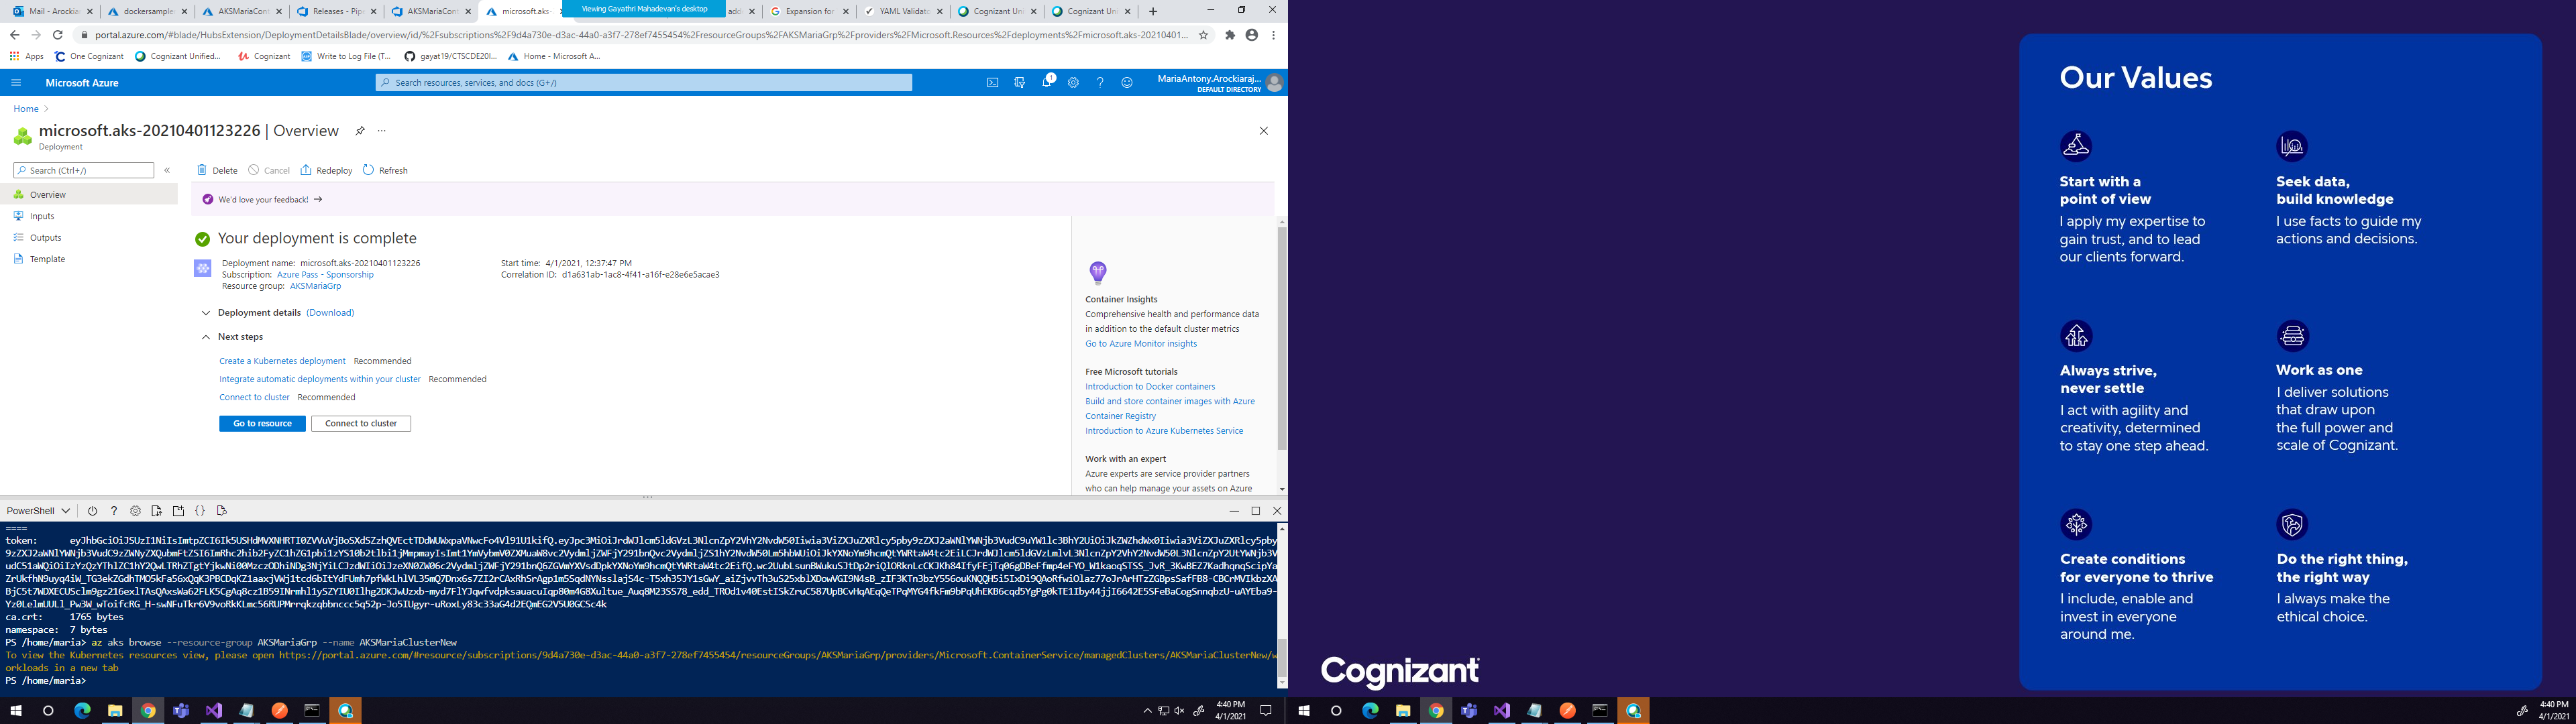 Mail - Arockia
dockersample
AKSMariaCont
Releases - Pip
AKSMariaCont
microsoft.aks-
Viewing Gayathri Mahadevan's desktop
Expansion for
YAML Validato
Cognizant Uni
Cognizant Uni
portal.azure.com/#blade/HubsExtension/DeploymentDetailsBlade/overview/id/%2Fsubscriptions%2F9d4a730e-d3ac-44a0-a3f7-278ef7455454%2FresourceGroups%2FAKSMariaGrp%2Fproviders%2FMicrosoft.Resources%2Fdeployments%2Fmicrosoft.aks-20210401...
Apps
One Cognizant
Cognizant Unified...
Cognizant
Write to Log File (T...
gayat19/CTSCDE20I...
Home - Microsoft A...
Microsoft Azure
Search resources, services, and docs (G+/)
1
MariaAntony.Arockiaraj...
DEFAULT DIRECTORY
Home >
microsoft.aks-20210401123226 | Overview
Deployment
Search (Ctrl+/)
Delete
Cancel
Redeploy
Refresh
Overview
Inputs
Outputs
Template
We'd love your feedback! →
Your deployment is complete
Deployment name: microsoft.aks-20210401123226
Subscription: Azure Pass - Sponsorship
Resource group: AKSMariaGrp
Start time: 4/1/2021, 12:37:47 PM
Correlation ID: d1a631ab-1ac8-4f41-a16f-e28e6e5acae3
Deployment details (Download)
Next steps
Create a Kubernetes deployment Recommended
Integrate automatic deployments within your cluster Recommended
Connect to cluster Recommended
Go to resource
Connect to cluster
Container Insights
Comprehensive health and performance data
in addition to the default cluster metrics
Go to Azure Monitor insights
Free Microsoft tutorials
Introduction to Docker containers
Build and store container images with Azure
Container Registry
Introduction to Azure Kubernetes Service
Work with an expert
Azure experts are service provider partners
who can help manage your assets on Azure
PowerShell
====
token:
ca.crt: 1765 bytes
namespace: 7 bytes
PS /home/maria> az aks browse --resource-group AKSMariaGrp --name AKSMariaClusterNew
To view the Kubernetes resources view, please open https://portal.azure.com/#resource/subscriptions/9d4a730e-d3ac-44a0-a3f7-278ef7455454/resourceGroups/AKSMariaGrp/providers/Microsoft.ContainerService/managedClusters/AKSMariaClusterNew/w
orkloads in a new tab
PS /home/maria>
4:40 PM
4/1/2021
Our Values
Start with a
point of view
I apply my expertise to
gain trust, and to lead
our clients forward.
Seek data,
build knowledge
I use facts to guide my
actions and decisions.
Always strive,
never settle
I act with agility and
creativity, determined
to stay one step ahead.
Work as one
I deliver solutions
that draw upon
the full power and
scale of Cognizant.
Create conditions
for everyone to thrive
I include, enable and
invest in everyone
around me.
Do the right thing,
the right way
I always make the
ethical choice.
Cognizant
4:40 PM
4/1/2021